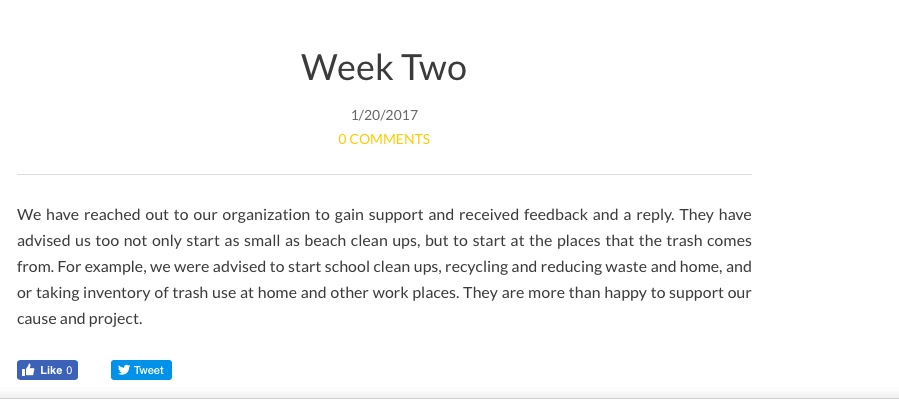 Week Two
1/20/2017
0 COMMENTS
We have reached out to our organization to gain support and received feedback and a reply. They have
advised us too not only start as small as beach clean ups, but to start at the places that the trash comes
from. For example, we were advised to start school clean ups, recycling and reducing waste and home, and
or taking inventory of trash use at home and other work places. They are more than happy to support our
cause and project.
Like 0 Tweet